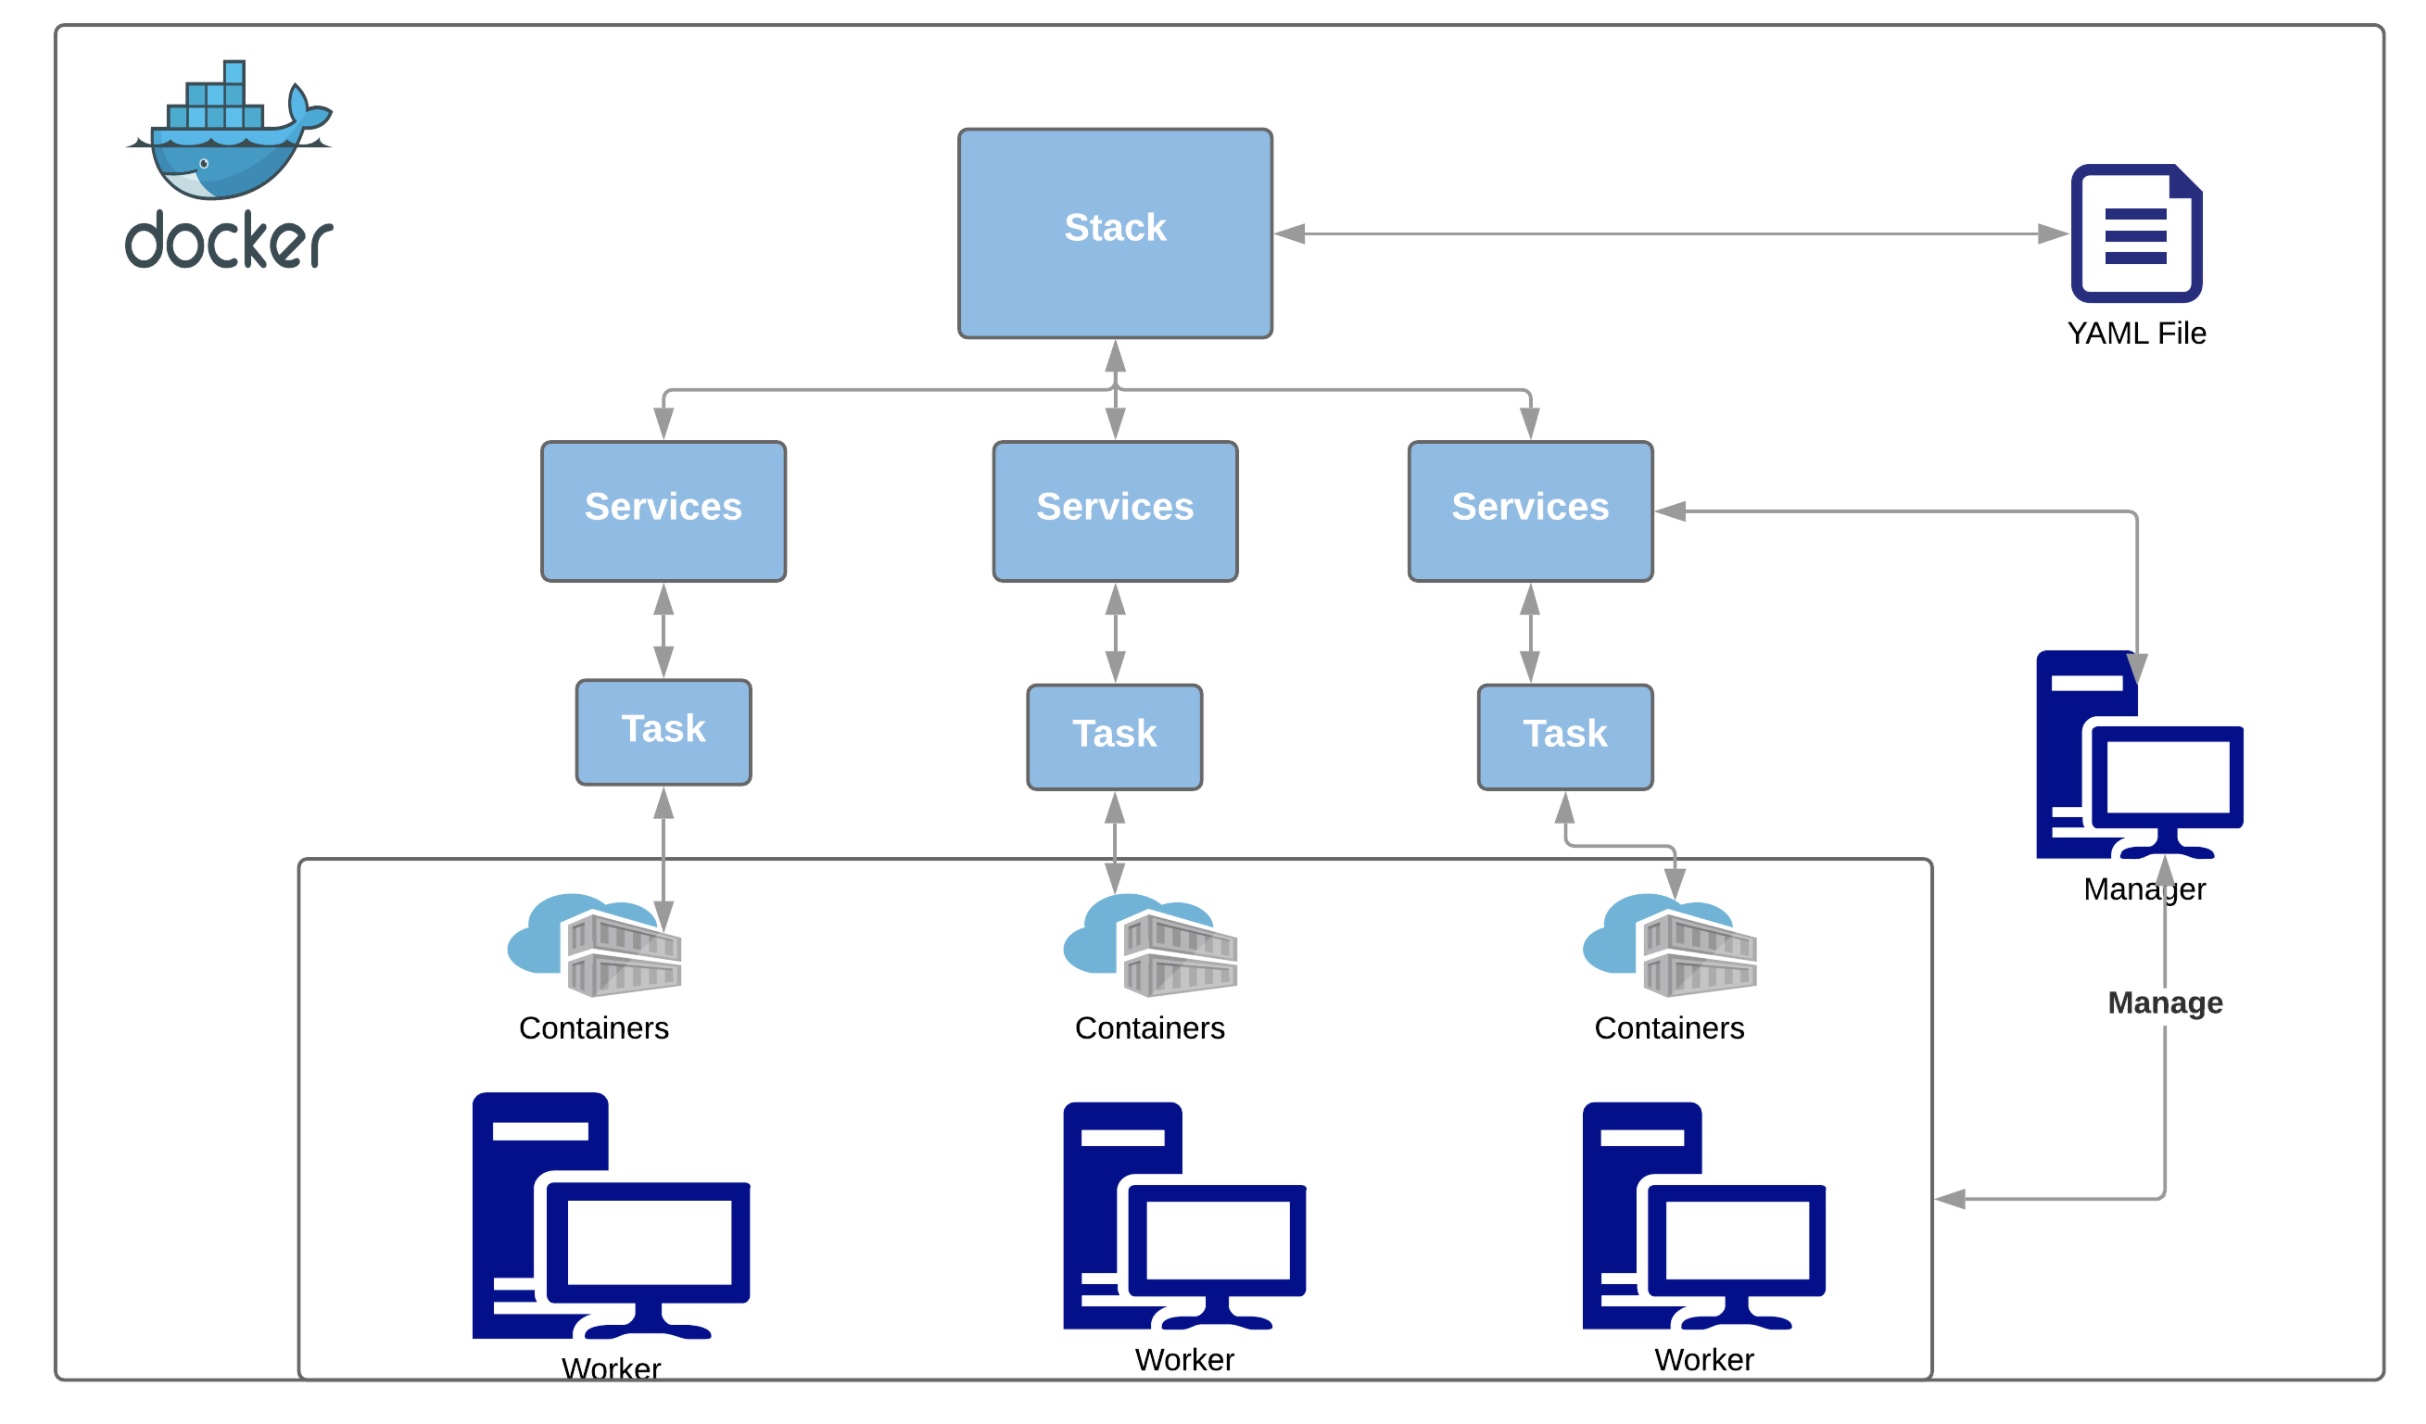 docker
Stack
YAML File
Services
Services
Services
Task
Task
Task
Manager
Containers
Containers
Containers
Manage
Worker
Worker
Worker